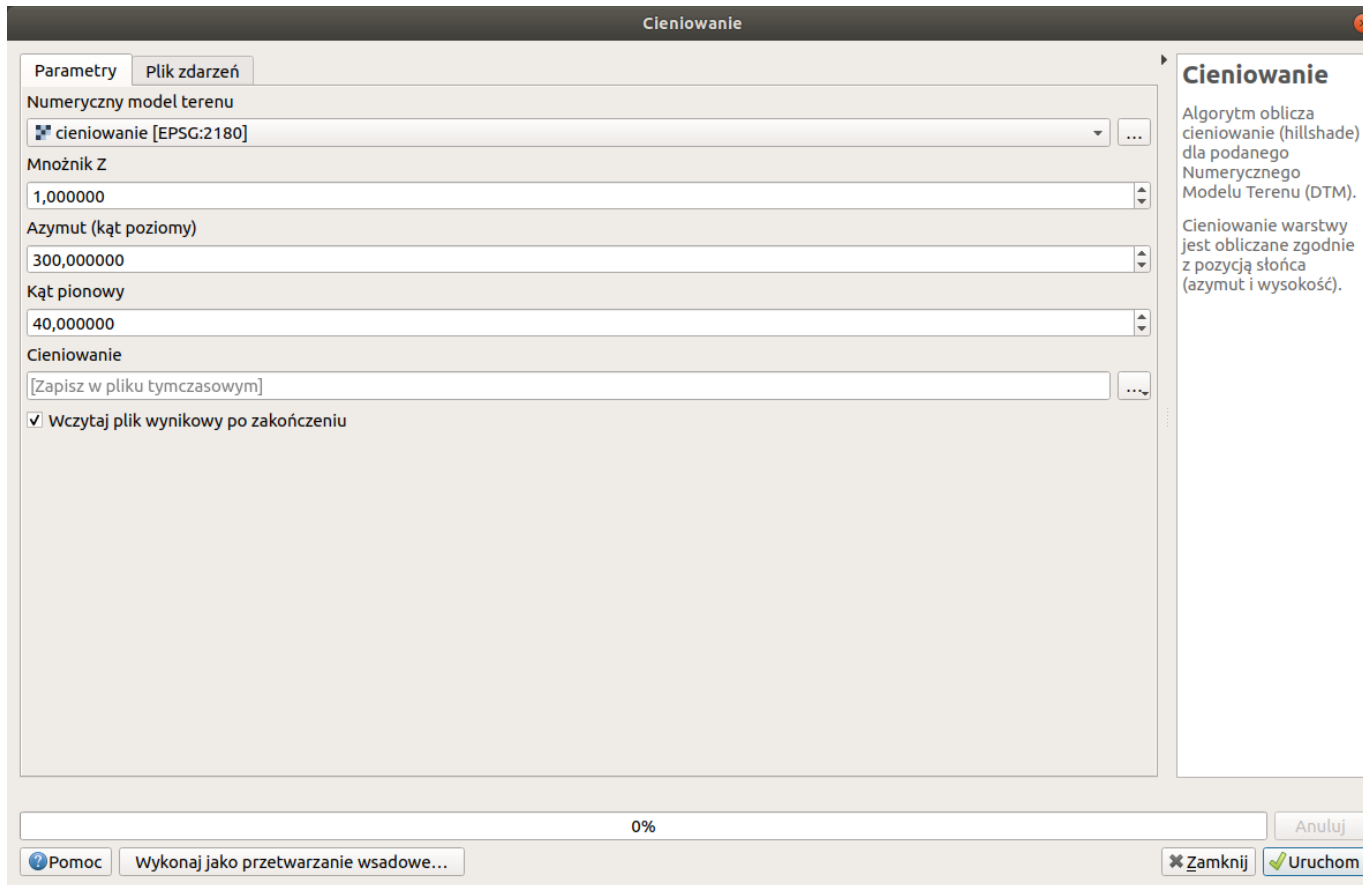 Cieniowanie
Parametry
Plik zdarzeń
Numeryczny model terenu
cieniowanie [EPSG:2180]
...
Mnożnik Z
1,000000
Azymut (kąt poziomy)
300,000000
Kąt pionowy
40,000000
Cieniowanie
[Zapisz w pliku tymczasowym]
...
Wczytaj plik wynikowy po zakończeniu
Cieniowanie
Algorytm oblicza
cieniowanie (hillshade)
dla podanego
Numerycznego
Modelu Terenu (DTM).
Cieniowanie warstwy
jest obliczane zgodnie
z pozycją słońca
(azymut i wysokość).
0%
Anuluj
Pomoc
Wykonaj jako przetwarzanie wsadowe...
Zamknij
Uruchom